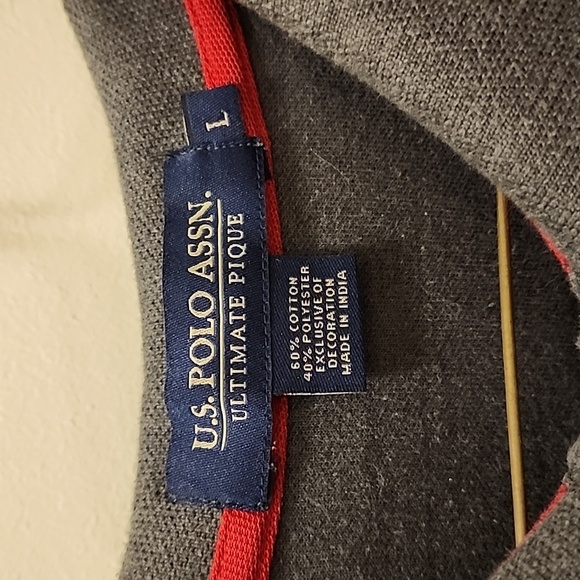 L
U.S. POLO ASSN.
ULTIMATE PIQUE
60% COTTON
40% POLYESTER
EXCLUSIVE OF
DECORATION
MADE IN INDIA